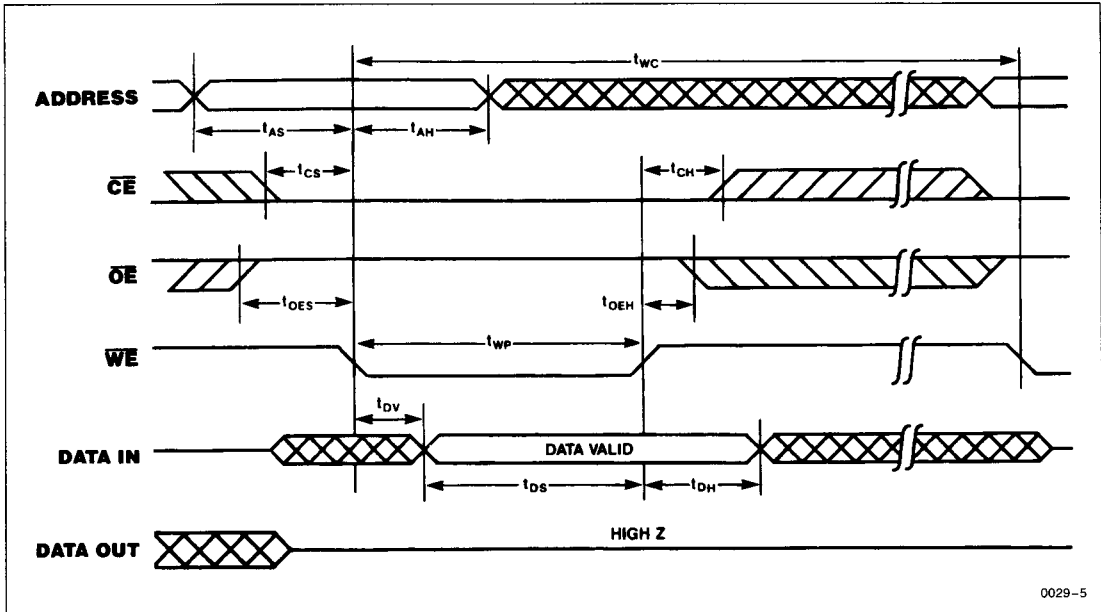 tWC
ADDRESS
tAS
tAH
CE
tCS
tCH
OE
tOES
tOEH
WE
tWP
tDV
DATA IN
DATA VALID
tDS
tDH
DATA OUT
HIGH Z
0029–5